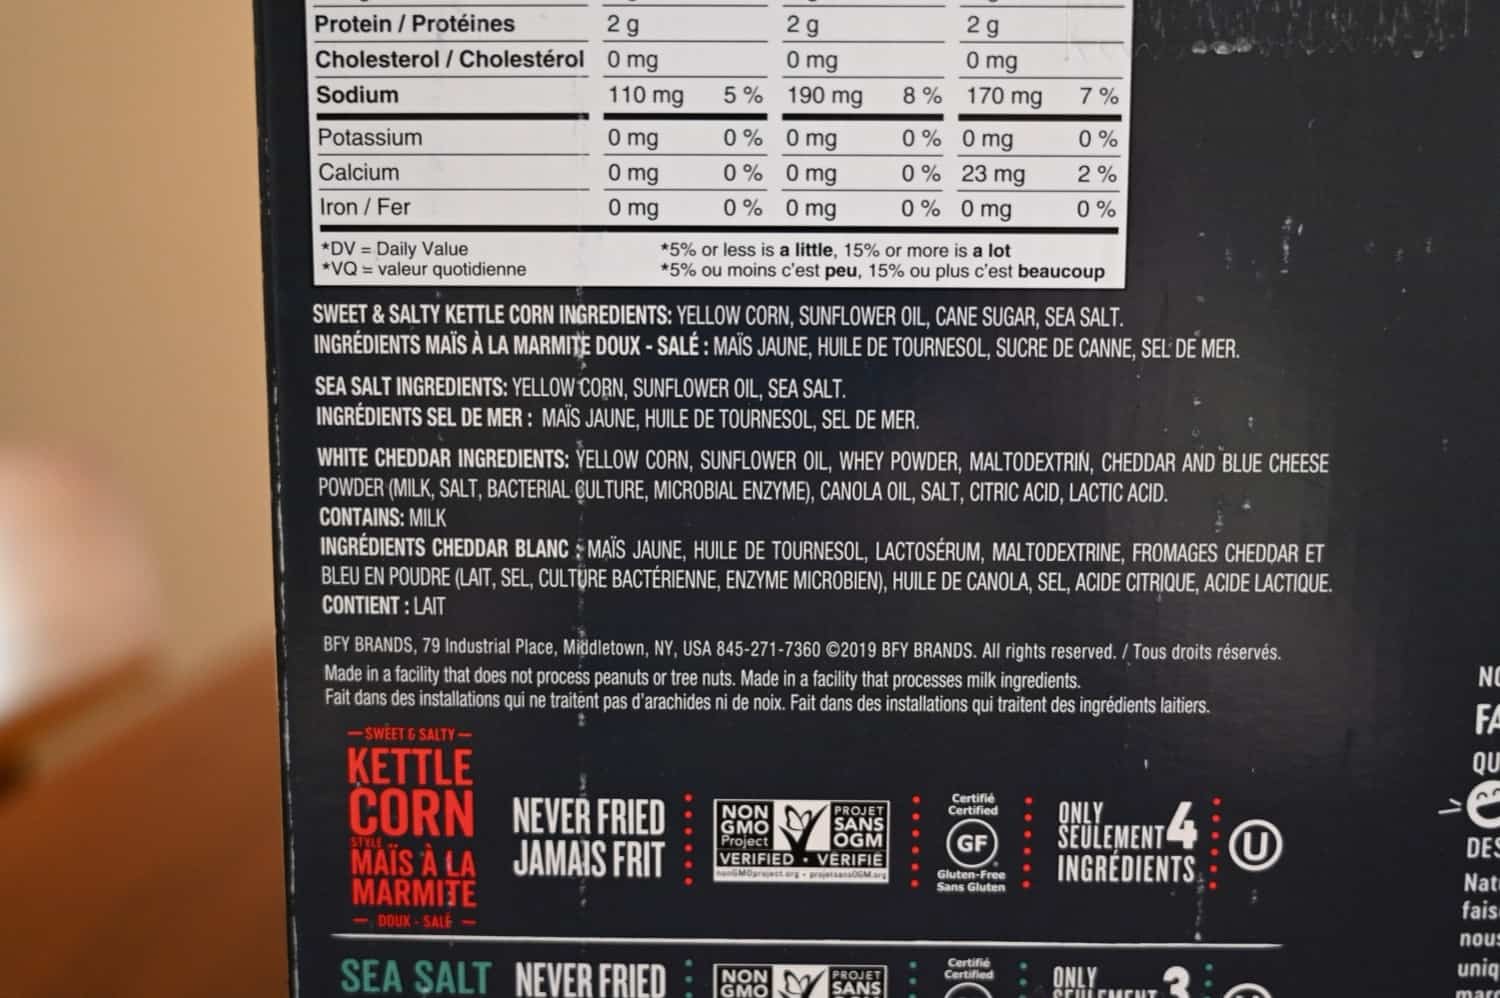 Protein / Protéines 2 g 2 g 2 g
Cholesterol / Cholestérol 0 mg 0 mg 0 mg
Sodium 110 mg 5 % 190 mg 8 % 170 mg 7 %
Potassium 0 mg 0 % 0 mg 0 % 0 mg 0 %
Calcium 0 mg 0 % 0 mg 0 % 23 mg 2 %
Iron / Fer 0 mg 0 % 0 mg 0 % 0 mg 0 %
*DV = Daily Value *5% or less is a little, 15% or more is a lot
*VQ = valeur quotidienne *5% ou moins c'est peu, 15% ou plus c'est beaucoup
SWEET & SALTY KETTLE CORN INGREDIENTS: YELLOW CORN, SUNFLOWER OIL, CANE SUGAR, SEA SALT.
INGRÉDIENTS MAÏS À LA MARMITE DOUX - SALÉ : MAÏS JAUNE, HUILE DE TOURNESOL, SUCRE DE CANNE, SEL DE MER.
SEA SALT INGREDIENTS: YELLOW CORN, SUNFLOWER OIL, SEA SALT.
INGRÉDIENTS SEL DE MER : MAÏS JAUNE, HUILE DE TOURNESOL, SEL DE MER.
WHITE CHEDDAR INGREDIENTS: YELLOW CORN, SUNFLOWER OIL, WHEY POWDER, MALTODEXTRIN, CHEDDAR AND BLUE CHEESE
POWDER (MILK, SALT, BACTERIAL CULTURE, MICROBIAL ENZYME), CANOLA OIL, SALT, CITRIC ACID, LACTIC ACID.
CONTAINS: MILK
INGRÉDIENTS CHEDDAR BLANC : MAÏS JAUNE, HUILE DE TOURNESOL, LACTOSÉRUM, MALTODEXTRINE, FROMAGES CHEDDAR ET
BLEU EN POUDRE (LAIT, SEL, CULTURE BACTÉRIENNE, ENZYME MICROBIEN), HUILE DE CANOLA, SEL, ACIDE CITRIQUE, ACIDE LACTIQUE.
CONTIENT : LAIT
BFY BRANDS, 79 Industrial Place, Middletown, NY, USA 845-271-7360 ©2019 BFY BRANDS. All rights reserved. / Tous droits réservés.
Made in a facility that does not process peanuts or tree nuts. Made in a facility that processes milk ingredients.
Fait dans des installations qui ne traitent pas d'arachides ni de noix. Fait dans des installations qui traitent des ingrédients laitiers.
SWEET & SALTY
KETTLE
CORN
STYLE
MAÏS À LA
MARMITE
DOUX - SALÉ
NEVER FRIED
JAMAIS FRIT
NON
GMO
Project
PROJET
SANS
OGM
VERIFIED • VÉRIFIÉ
nonGMOproject.org - projetsansOGM.org
Certifié
Certified
GF
Gluten-Free
Sans Gluten
ONLY
SEULEMENT 4
INGRÉDIENTS
U
SEA SALT
NEVER FRIED
NON
GMO
PROJET
SANS
Certifié
Certified
ONLY
SEULEMENT 3
NO
FA
QU
DES
Nat
fais
nous
uniq